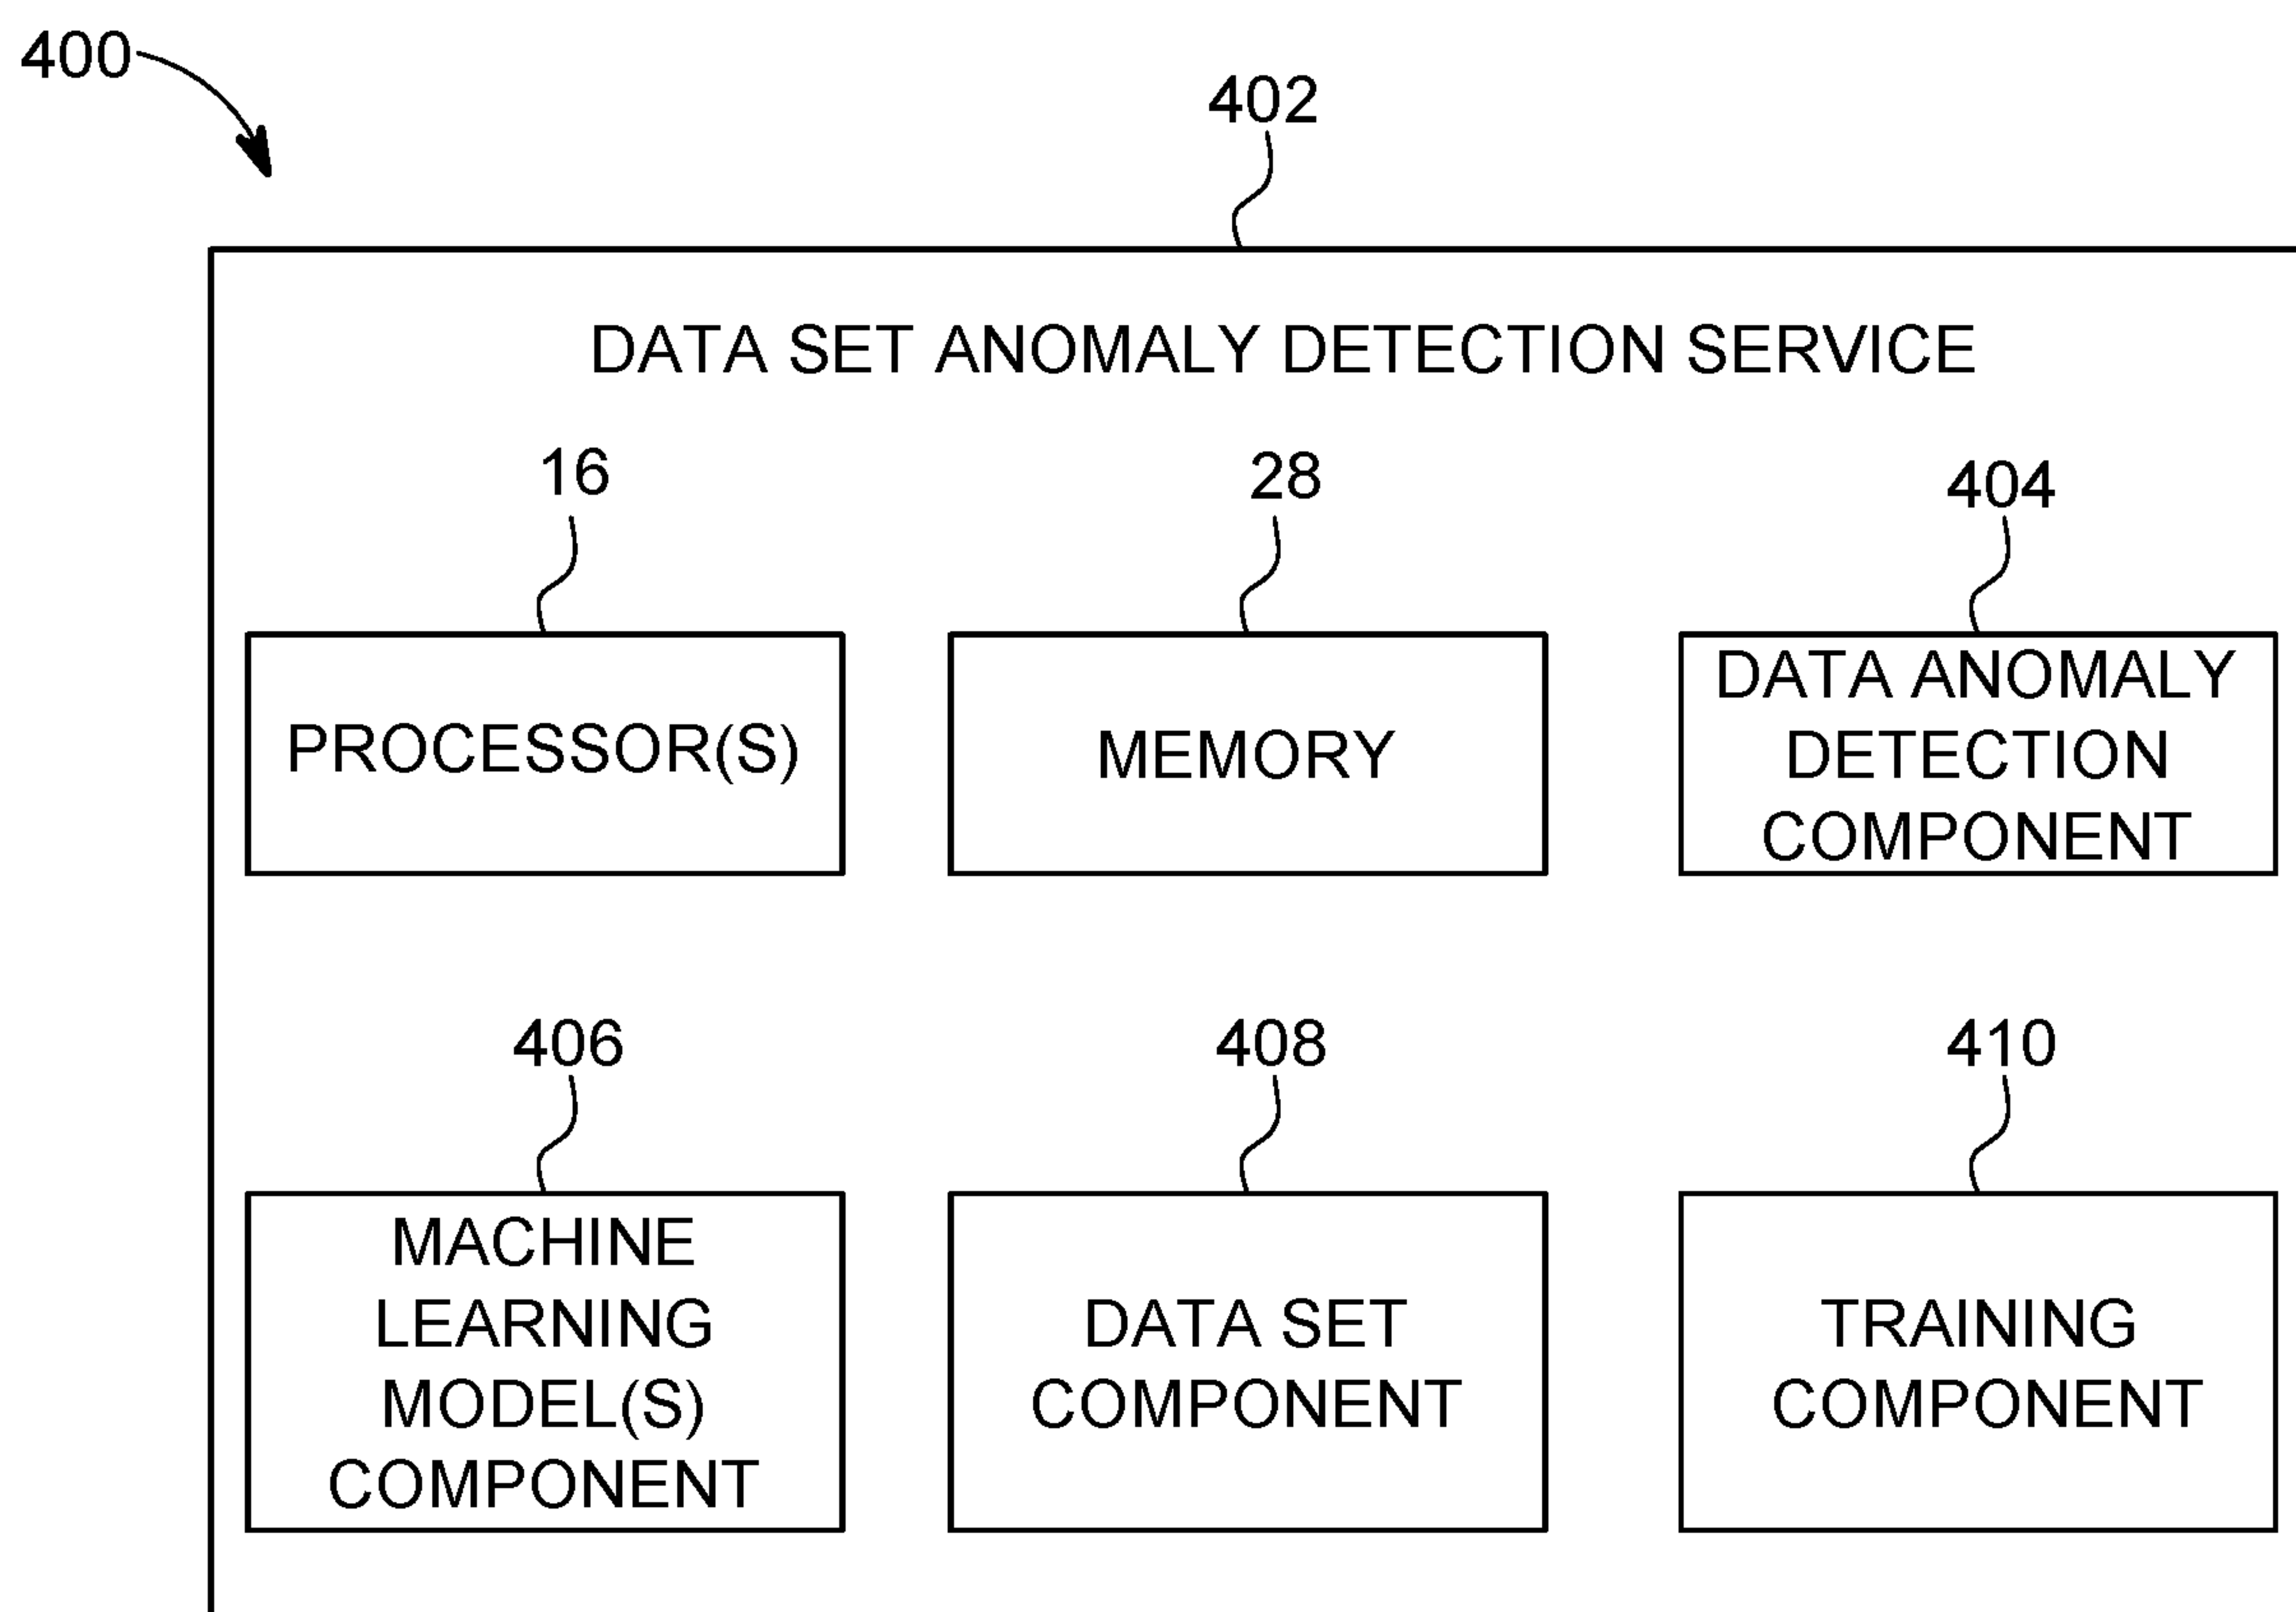 400
402
DATA SET ANOMALY DETECTION SERVICE
16
28
404
PROCESSOR(S)
MEMORY
DATA ANOMALY
DETECTION
COMPONENT
406
408
410
MACHINE
LEARNING
MODEL(S)
COMPONENT
DATA SET
COMPONENT
TRAINING
COMPONENT